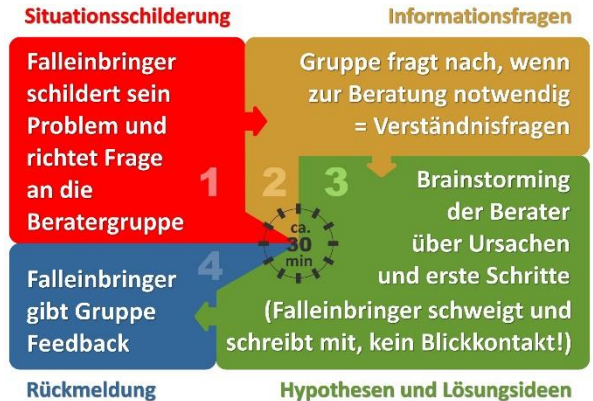 Situationsschilderung
Falleinbringer
schildert sein
Problem und
richtet Frage
an die
Beratergruppe
1
Informationsfragen
Gruppe fragt nach, wenn
zur Beratung notwendig
= Verständnisfragen
2
3
Brainstorming
der Berater
über Ursachen
und erste Schritte
(Falleinbringer schweigt und
schreibt mit, kein Blickkontakt!)
Hypothesen und Lösungsideen
ca.
30
min
4
Falleinbringer
gibt Gruppe
Feedback
Rückmeldung